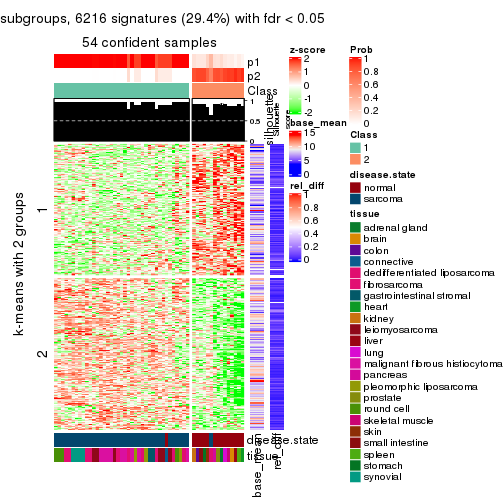 subgroups, 6216 signatures (29.4%) with fdr < 0.05
54 confident samples
p1
p2
Class
1
0.5
0
silhouette
score
k-means with 2 groups
1
2
disease.state
tissue
base_mean
rel_diff
z-score
2
1
0
-1
-2
base_mean
15
10
5
0
rel_diff
1
0.8
0.6
0.4
0.2
0
Prob
1
0.8
0.6
0.4
0.2
0
Class
1
2
disease.state
normal
sarcoma
tissue
adrenal gland
brain
colon
connective
dedifferentiated liposarcoma
fibrosarcoma
gastrointestinal stromal
heart
kidney
leiomyosarcoma
liver
lung
malignant fibrous histiocytoma
pancreas
pleomorphic liposarcoma
prostate
round cell
skeletal muscle
skin
small intestine
spleen
stomach
synovial